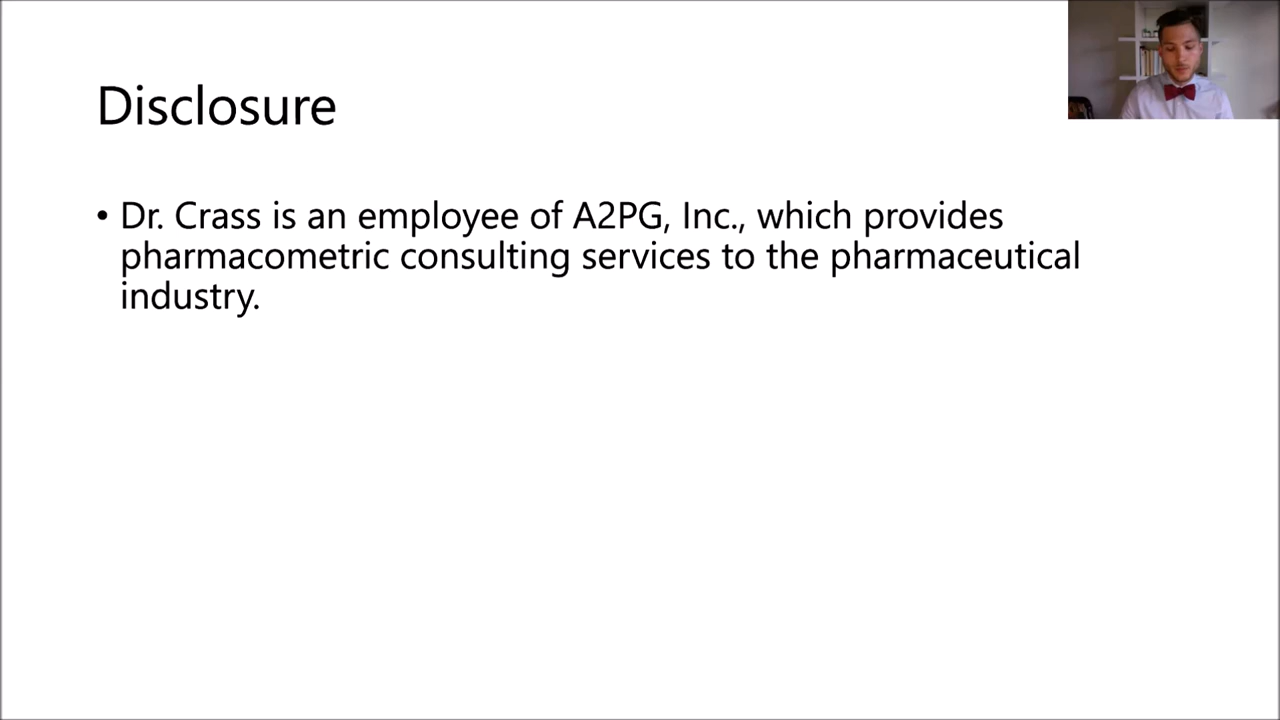 Disclosure
• Dr. Crass is an employee of A2PG, Inc., which provides
pharmacometric consulting services to the pharmaceutical
industry.